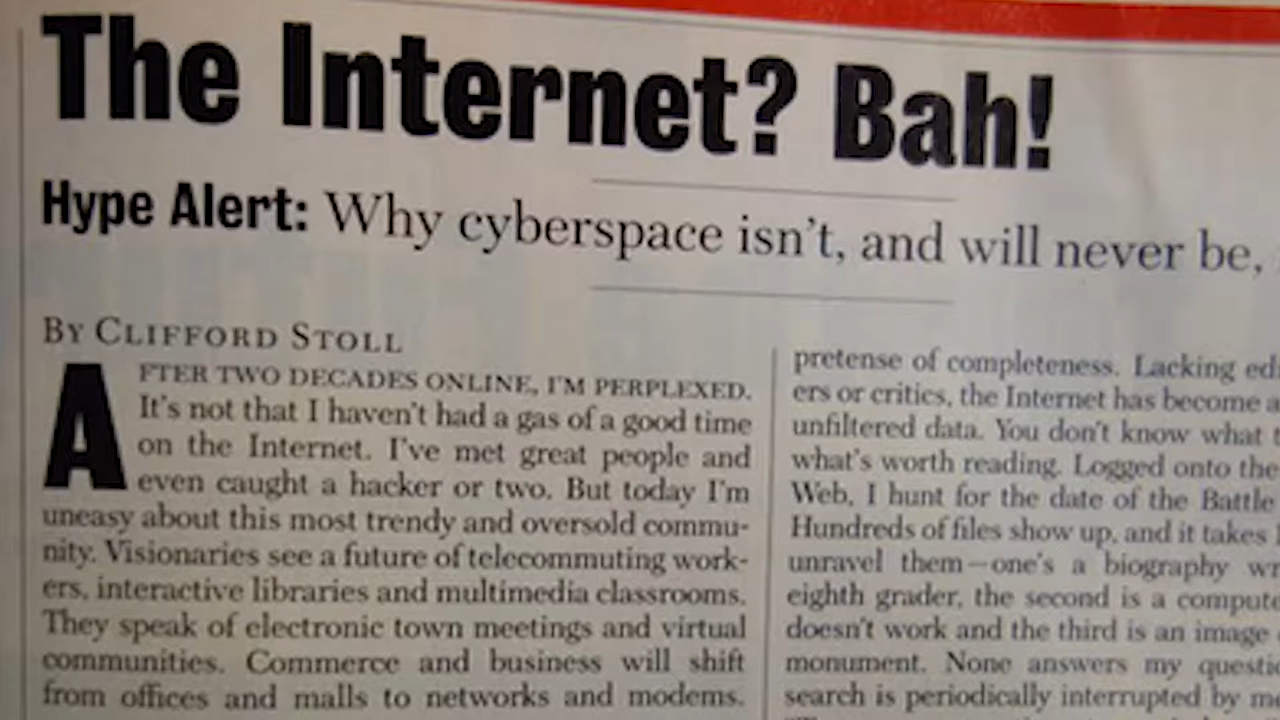 The Internet? Bah!
Hype Alert: Why cyberspace isn't, and will never be,
BY CLIFFORD STOLL
AFTER TWO DECADES ONLINE, I'M PERPLEXED.
It's not that I haven't had a gas of a good time
on the Internet. I've met great people and
even caught a hacker or two. But today I'm
uneasy about this most trendy and oversold commu-
nity. Visionaries see a future of telecommuting work-
ers, interactive libraries and multimedia classrooms.
They speak of electronic town meetings and virtual
communities. Commerce and business will shift
from offices and malls to networks and modems.
pretense of completeness. Lacking edi
ers or critics, the Internet has become a
unfiltered data. You don't know what
what's worth reading. Logged onto the
Web, I hunt for the date of the Battle
Hundreds of files show up, and it takes
unravel them—one's a biography wr
eighth grader, the second is a compute
doesn't work and the third is an image
monument. None answers my questio
search is periodically interrupted by me